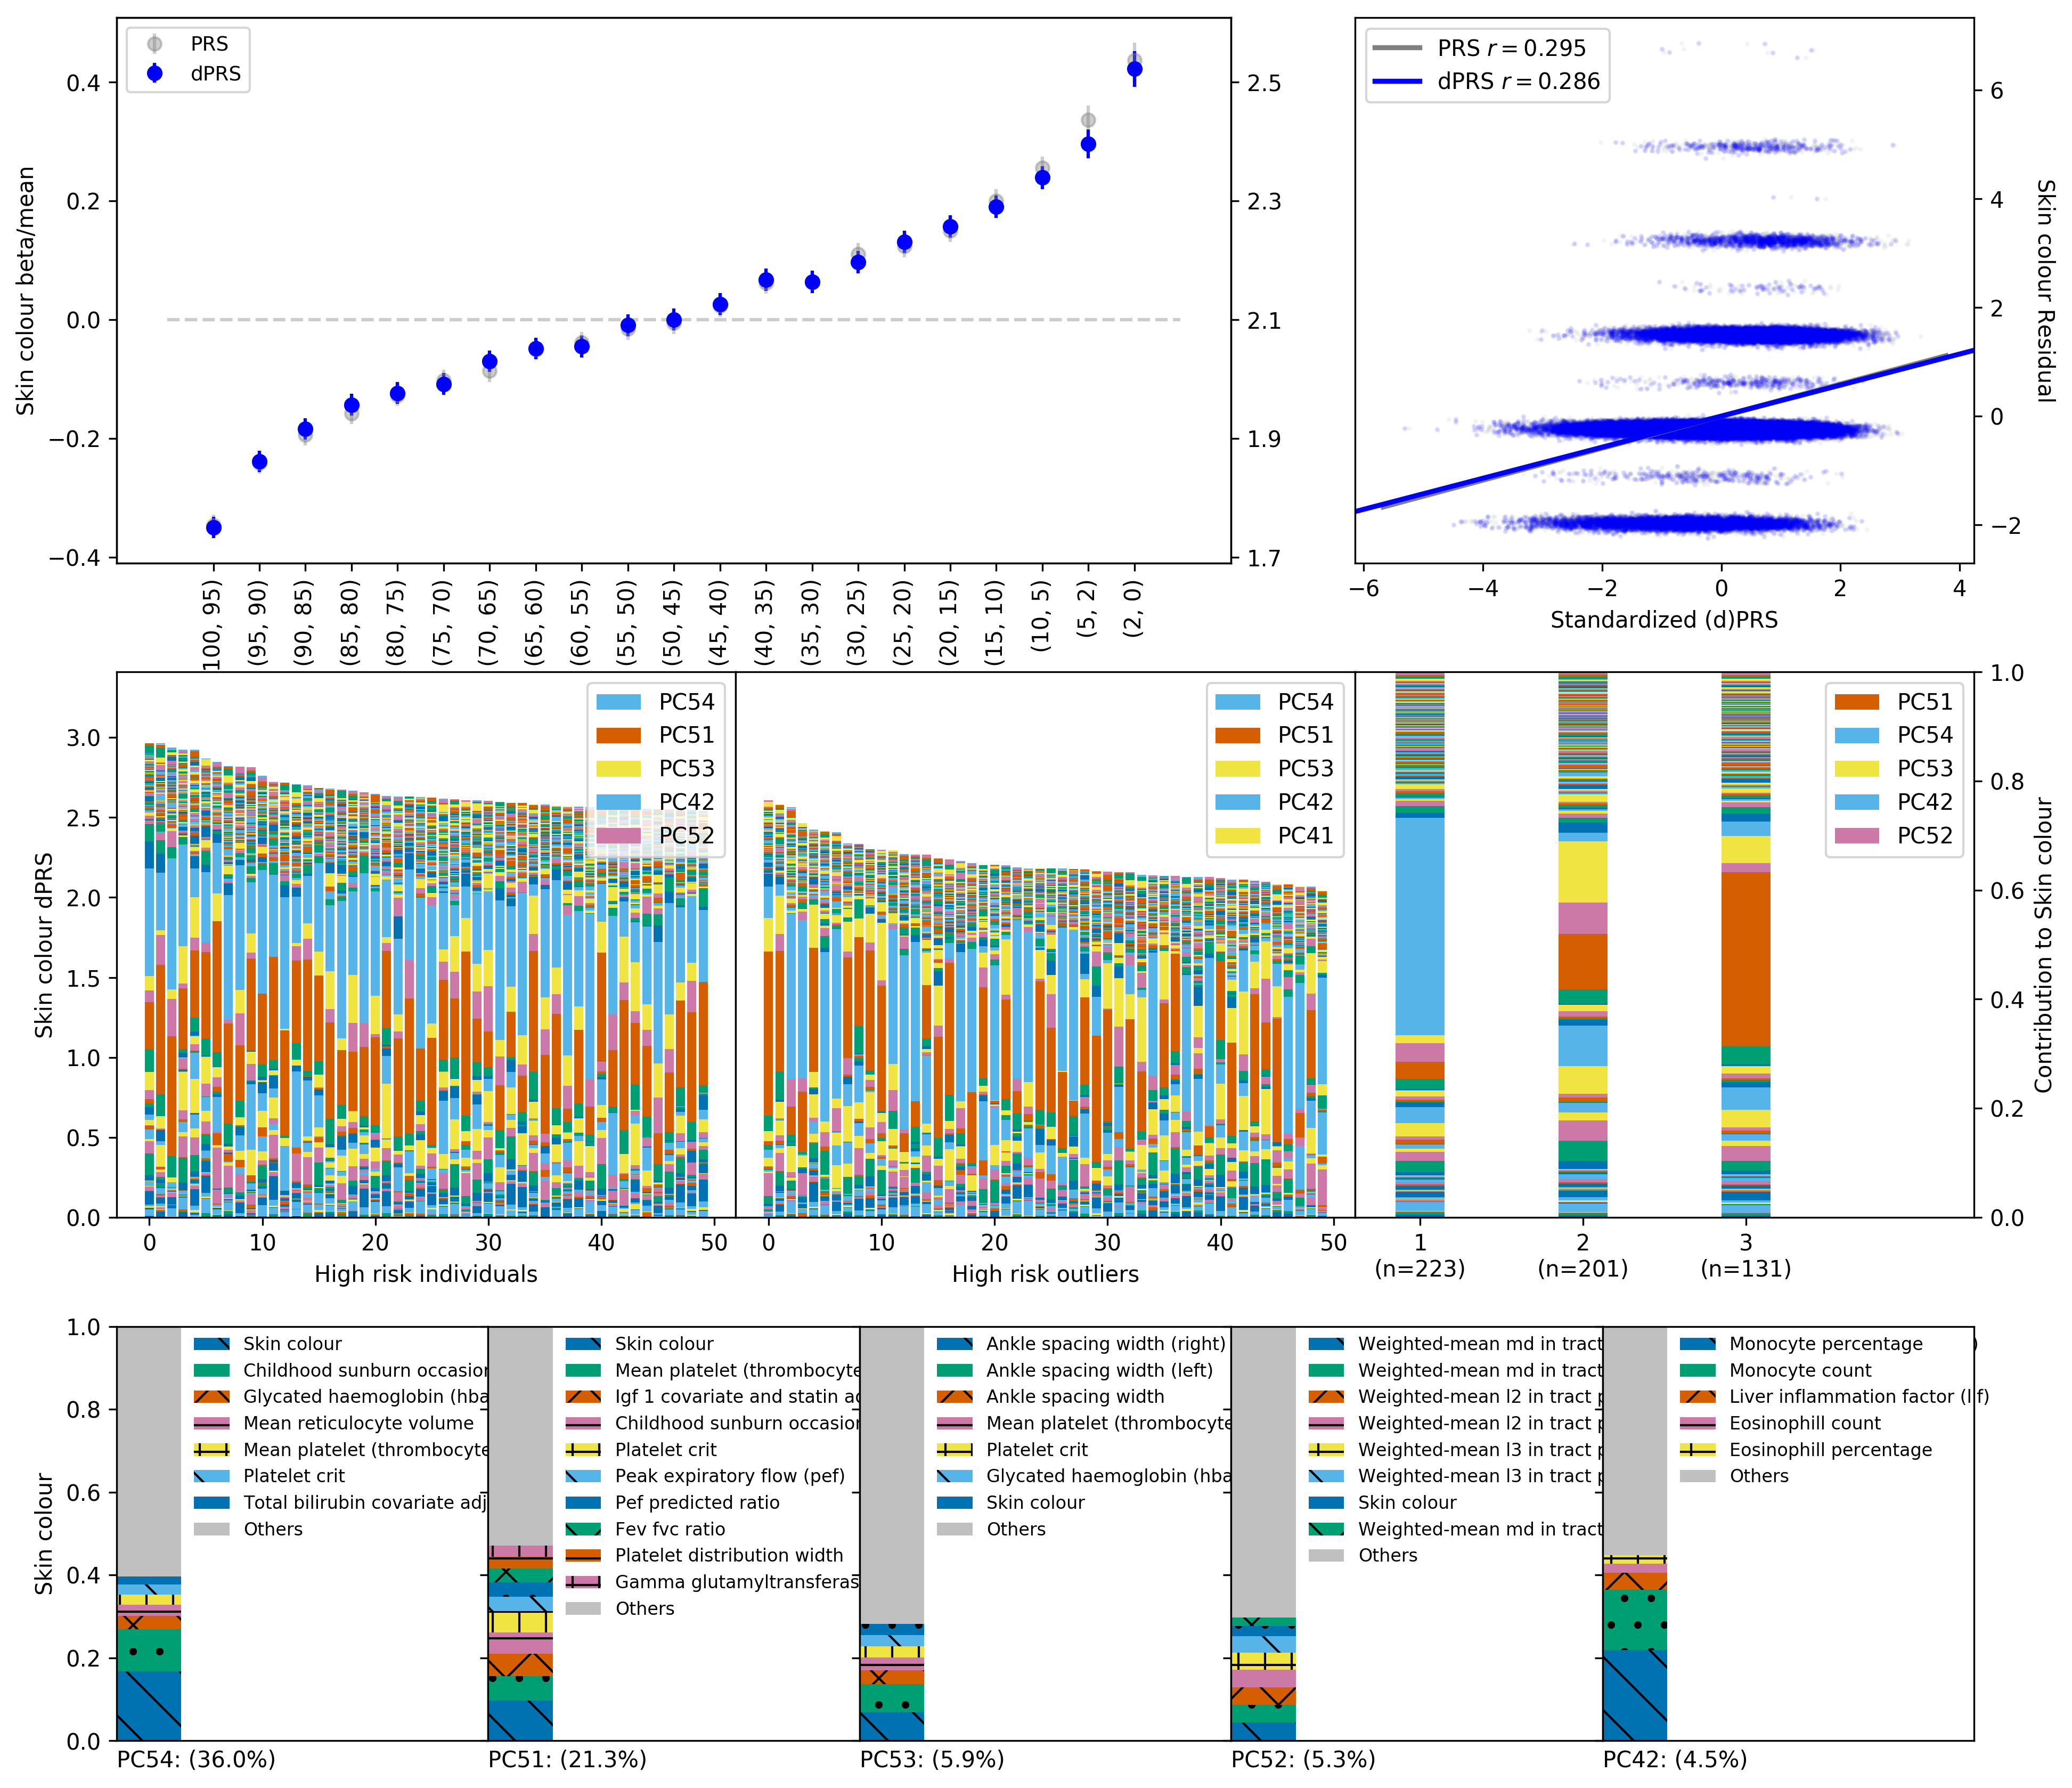 PRS
dPRS
Skin colour beta/mean
0.4
0.2
0.0
−0.2
−0.4
2.5
2.3
2.1
1.9
1.7
100, 95)
(95, 90)
(90, 85)
(85, 80)
(80, 75)
(75, 70)
(70, 65)
(65, 60)
(60, 55)
(55, 50)
(50, 45)
(45, 40)
(40, 35)
(35, 30)
(30, 25)
(25, 20)
(20, 15)
(15, 10)
(10, 5)
(5, 2)
(2, 0)
PRS r = 0.295
dPRS r = 0.286
6
4
2
0
−2
Skin colour Residual
−6 −4 −2 0 2 4
Standardized (d)PRS
Skin colour dPRS
3.0
2.5
2.0
1.5
1.0
0.5
0.0
PC54
PC51
PC53
PC42
PC52
0 10 20 30 40 50
High risk individuals
PC54
PC51
PC53
PC42
PC41
0 10 20 30 40 50
High risk outliers
PC51
PC54
PC53
PC42
PC52
1.0
0.8
0.6
0.4
0.2
0.0
Contribution to Skin colour
1 2 3
(n=223) (n=201) (n=131)
Skin colour
1.0
0.8
0.6
0.4
0.2
0.0
Skin colour
Childhood sunburn occasion
Glycated haemoglobin (hba
Mean reticulocyte volume
Mean platelet (thrombocyte
Platelet crit
Total bilirubin covariate adj
Others
PC54: (36.0%)
Skin colour
Mean platelet (thrombocyte
Igf 1 covariate and statin ad
Childhood sunburn occasion
Platelet crit
Peak expiratory flow (pef)
Pef predicted ratio
Fev fvc ratio
Platelet distribution width
Gamma glutamyltransferas
Others
PC51: (21.3%)
Ankle spacing width (right)
Ankle spacing width (left)
Ankle spacing width
Mean platelet (thrombocyte
Platelet crit
Glycated haemoglobin (hba
Skin colour
Others
PC53: (5.9%)
Weighted-mean md in tract
Weighted-mean md in tract
Weighted-mean l2 in tract p
Weighted-mean l2 in tract p
Weighted-mean l3 in tract p
Weighted-mean l3 in tract p
Skin colour
Weighted-mean md in tract
Others
PC52: (5.3%)
Monocyte percentage
Monocyte count
Liver inflammation factor (lif)
Eosinophill count
Eosinophill percentage
Others
PC42: (4.5%)